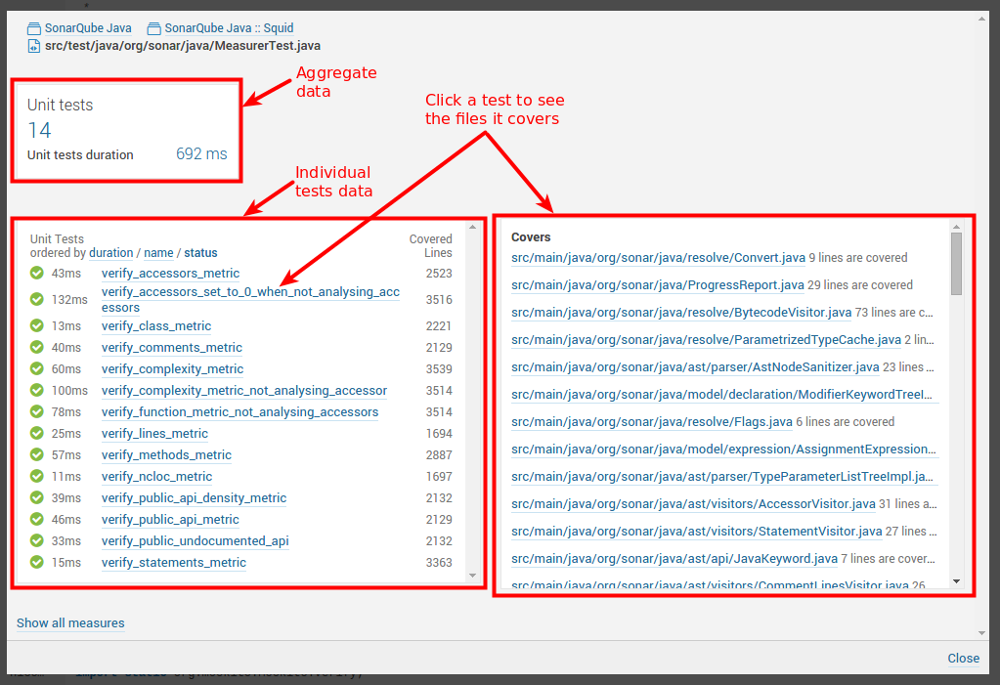 SonarQube Java SonarQube Java :: Squid
src/test/java/org/sonar/java/MeasurerTest.java
Aggregate
data
Unit tests
14
Unit tests duration 692 ms
Click a test to see
the files it covers
Individual
tests data
Unit Tests Covered
ordered by duration / name / status Lines
43ms verify_accessors_metric 2523
132ms verify_accessors_set_to_0_when_not_analysing_acc
essors 3516
13ms verify_class_metric 2221
40ms verify_comments_metric 2129
60ms verify_complexity_metric 3539
100ms verify_complexity_metric_not_analysing_accessor 3514
78ms verify_function_metric_not_analysing_accessors 3514
25ms verify_lines_metric 1694
57ms verify_methods_metric 2887
11ms verify_ncloc_metric 1697
39ms verify_public_api_density_metric 2132
46ms verify_public_api_metric 2129
33ms verify_public_undocumented_api 2132
15ms verify_statements_metric 3363
Covers
src/main/java/org/sonar/java/resolve/Convert.java 9 lines are covered
src/main/java/org/sonar/java/ProgressReport.java 29 lines are covered
src/main/java/org/sonar/java/resolve/BytecodeVisitor.java 73 lines are c...
src/main/java/org/sonar/java/resolve/ParametrizedTypeCache.java 2 lin...
src/main/java/org/sonar/java/ast/parser/AstNodeSanitizer.java 23 lines ...
src/main/java/org/sonar/java/model/declaration/ModifierKeywordTreeI...
src/main/java/org/sonar/java/resolve/Flags.java 6 lines are covered
src/main/java/org/sonar/java/model/expression/AssignmentExpression...
src/main/java/org/sonar/java/ast/parser/TypeParameterListTreeImpl.ja...
src/main/java/org/sonar/java/ast/visitors/AccessorVisitor.java 31 lines a...
src/main/java/org/sonar/java/ast/visitors/StatementVisitor.java 27 lines ...
src/main/java/org/sonar/java/ast/api/JavaKeyword.java 7 lines are cover...
src/main/java/org/sonar/java/ast/visitors/CommentLinesVisitor.java 26
Show all measures
Close